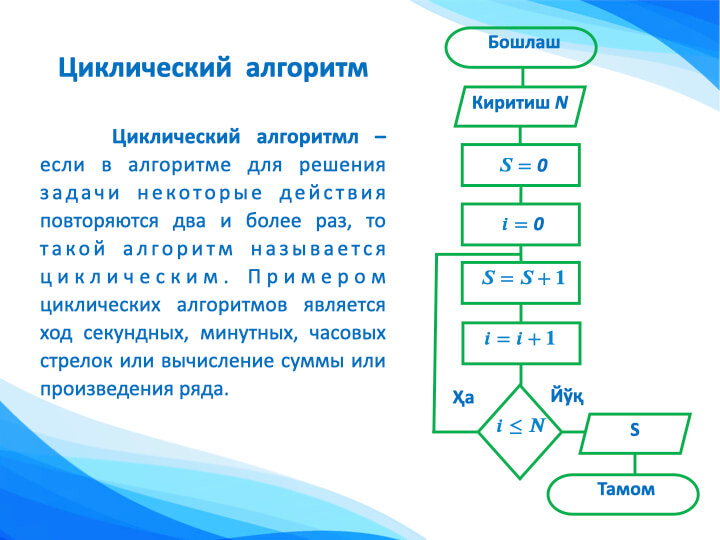 Циклический алгоритм
Циклический алгоритмл –
если в алгоритме для решения
задачи некоторые действия
повторяются два и более раз, то
такой алгоритм называется
циклическим. Примером
циклических алгоритмов является
ход секундных, минутных, часовых
стрелок или вычисление суммы или
произведения ряда.
Бошлаш
Киритиш N
S = 0
i = 0
S = S + 1
i = i + 1
Ҳа
Йўқ
i ≤ N
S
Тамом